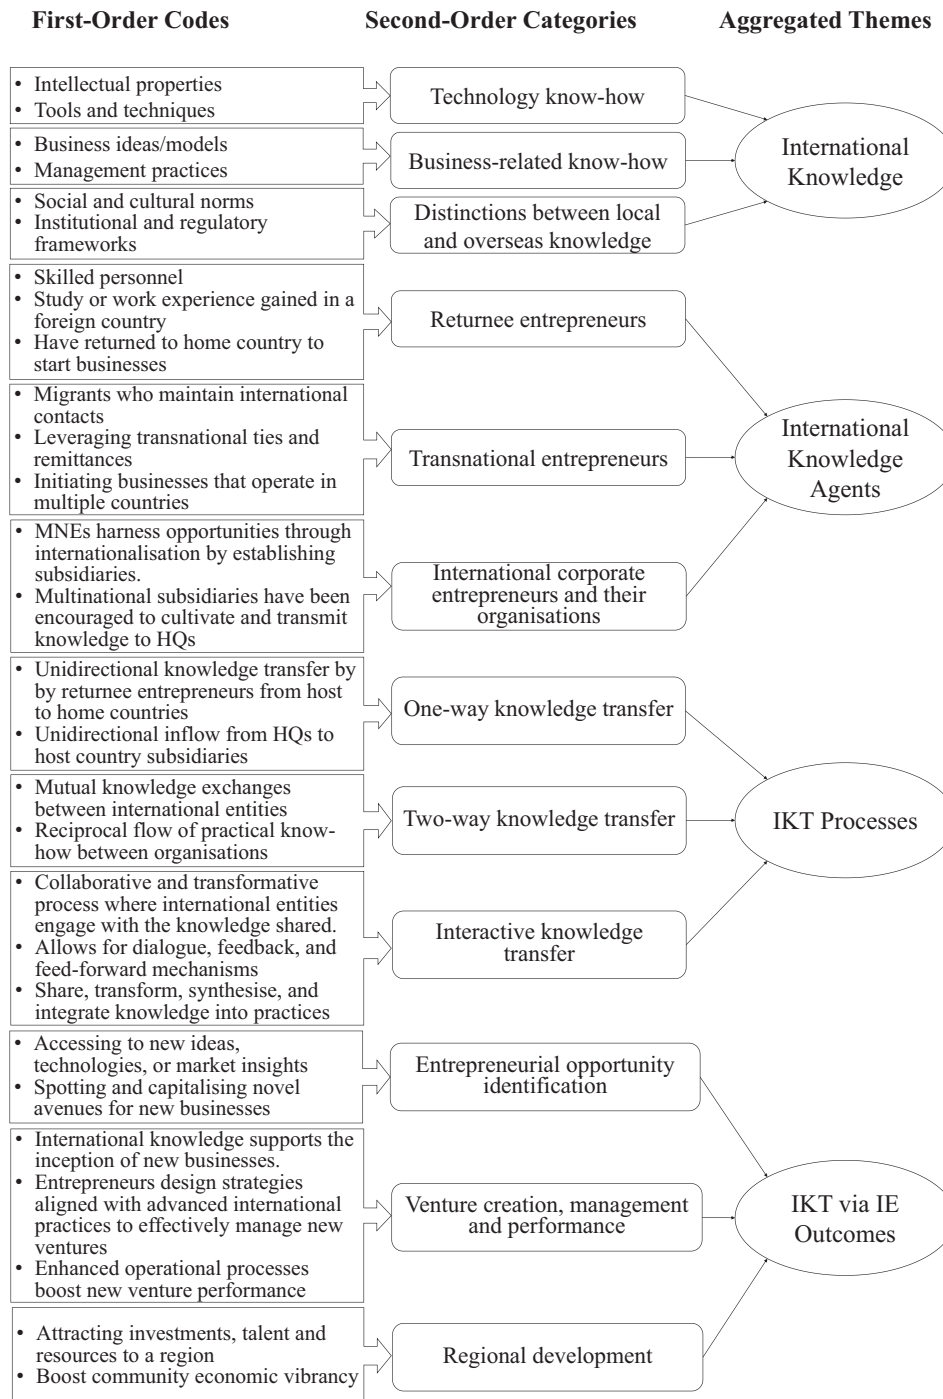 First-Order Codes
Second-Order Categories
Aggregated Themes
• Intellectual properties
• Tools and techniques
Technology know-how
• Business ideas/models
• Management practices
Business-related know-how
• Social and cultural norms
• Institutional and regulatory
frameworks
Distinctions between local
and overseas knowledge
International
Knowledge
• Skilled personnel
• Study or work experience gained in a
foreign country
• Have returned to home country to
start businesses
Returnee entrepreneurs
• Migrants who maintain international
contacts
• Leveraging transnational ties and
remittances
• Initiating businesses that operate in
multiple countries
Transnational entrepreneurs
• MNEs harness opportunities through
internationalisation by establishing
subsidiaries.
• Multinational subsidiaries have been
encouraged to cultivate and transmit
knowledge to HQs
International corporate
entrepreneurs and their
organisations
International
Knowledge
Agents
• Unidirectional knowledge transfer by
by returnee entrepreneurs from host
to home countries
• Unidirectional inflow from HQs to
host country subsidiaries
One-way knowledge transfer
• Mutual knowledge exchanges
between international entities
• Reciprocal flow of practical know-
how between organisations
Two-way knowledge transfer
• Collaborative and transformative
process where international entities
engage with the knowledge shared.
• Allows for dialogue, feedback, and
feed-forward mechanisms
• Share, transform, synthesise, and
integrate knowledge into practices
Interactive knowledge
transfer
IKT Processes
• Accessing to new ideas,
technologies, or market insights
• Spotting and capitalising novel
avenues for new businesses
Entrepreneurial opportunity
identification
• International knowledge supports the
inception of new businesses.
• Entrepreneurs design strategies
aligned with advanced international
practices to effectively manage new
ventures
• Enhanced operational processes
boost new venture performance
Venture creation, management
and performance
• Attracting investments, talent and
resources to a region
• Boost community economic vibrancy
Regional development
IKT via IE
Outcomes